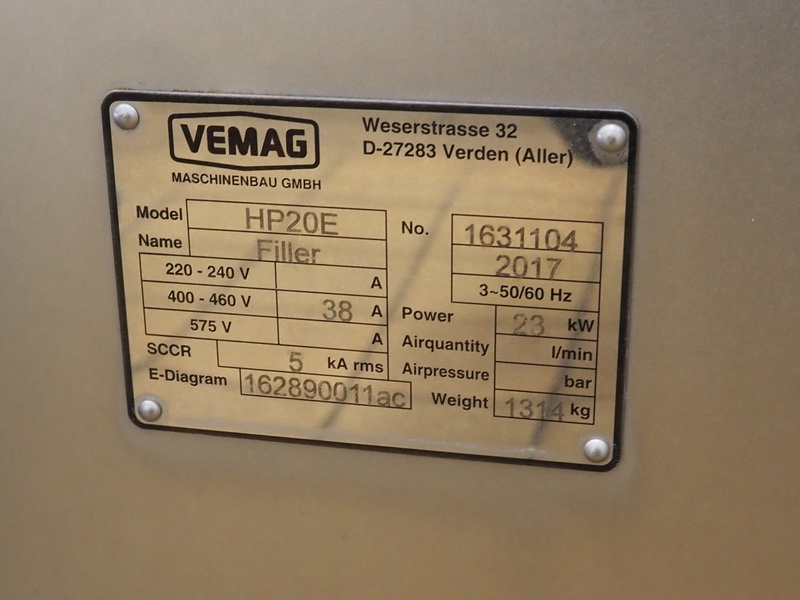 VEMAG
MASCHINENBAU GMBH
Weserstrasse 32
D-27283 Verden (Aller)
Model HP20E
Name Filler
220 - 240 V A
400 - 460 V 38 A
575 V A
SCCR 5 kA rms
E-Diagram 162890011ac
No. 1631104
2017
3~50/60 Hz
Power 23 kW
Airquantity l/min
Airpressure bar
Weight 1314 kg